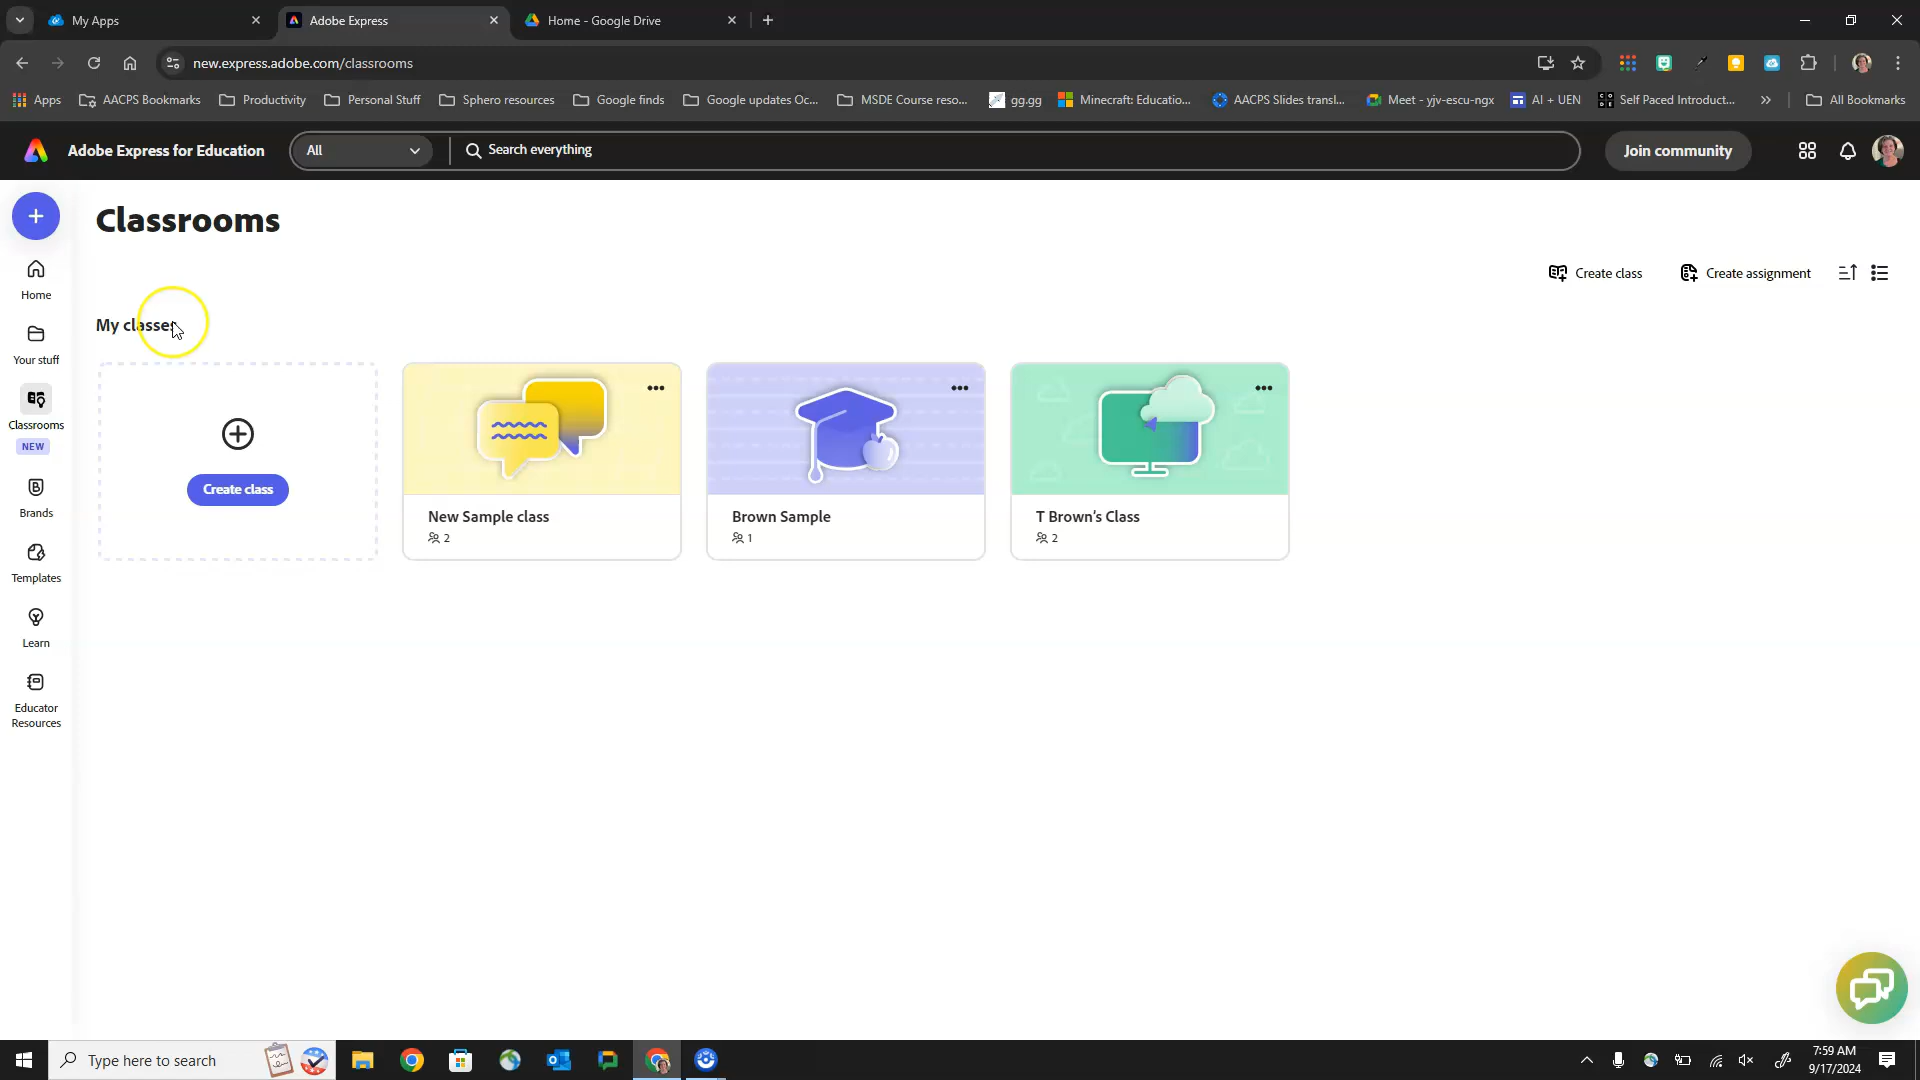 My Apps
Adobe Express
Home - Google Drive
new.express.adobe.com/classrooms
Apps
AACPS Bookmarks
Productivity
Personal Stuff
Sphero resources
Google finds
Google updates Oc...
MSDE Course reso...
gg.gg
Minecraft: Educatio...
AACPS Slides transl...
Meet - yjv-escu-ngx
AI + UEN
Self Paced Introduct...
All Bookmarks
Adobe Express for Education
All
Search everything
Join community
Classrooms
Create class
Create assignment
Home
My classes
Your stuff
Classrooms
NEW
Create class
New Sample class
2
Brown Sample
1
T Brown's Class
2
Brands
Templates
Learn
Educator
Resources
Type here to search
7:59 AM
9/17/2024